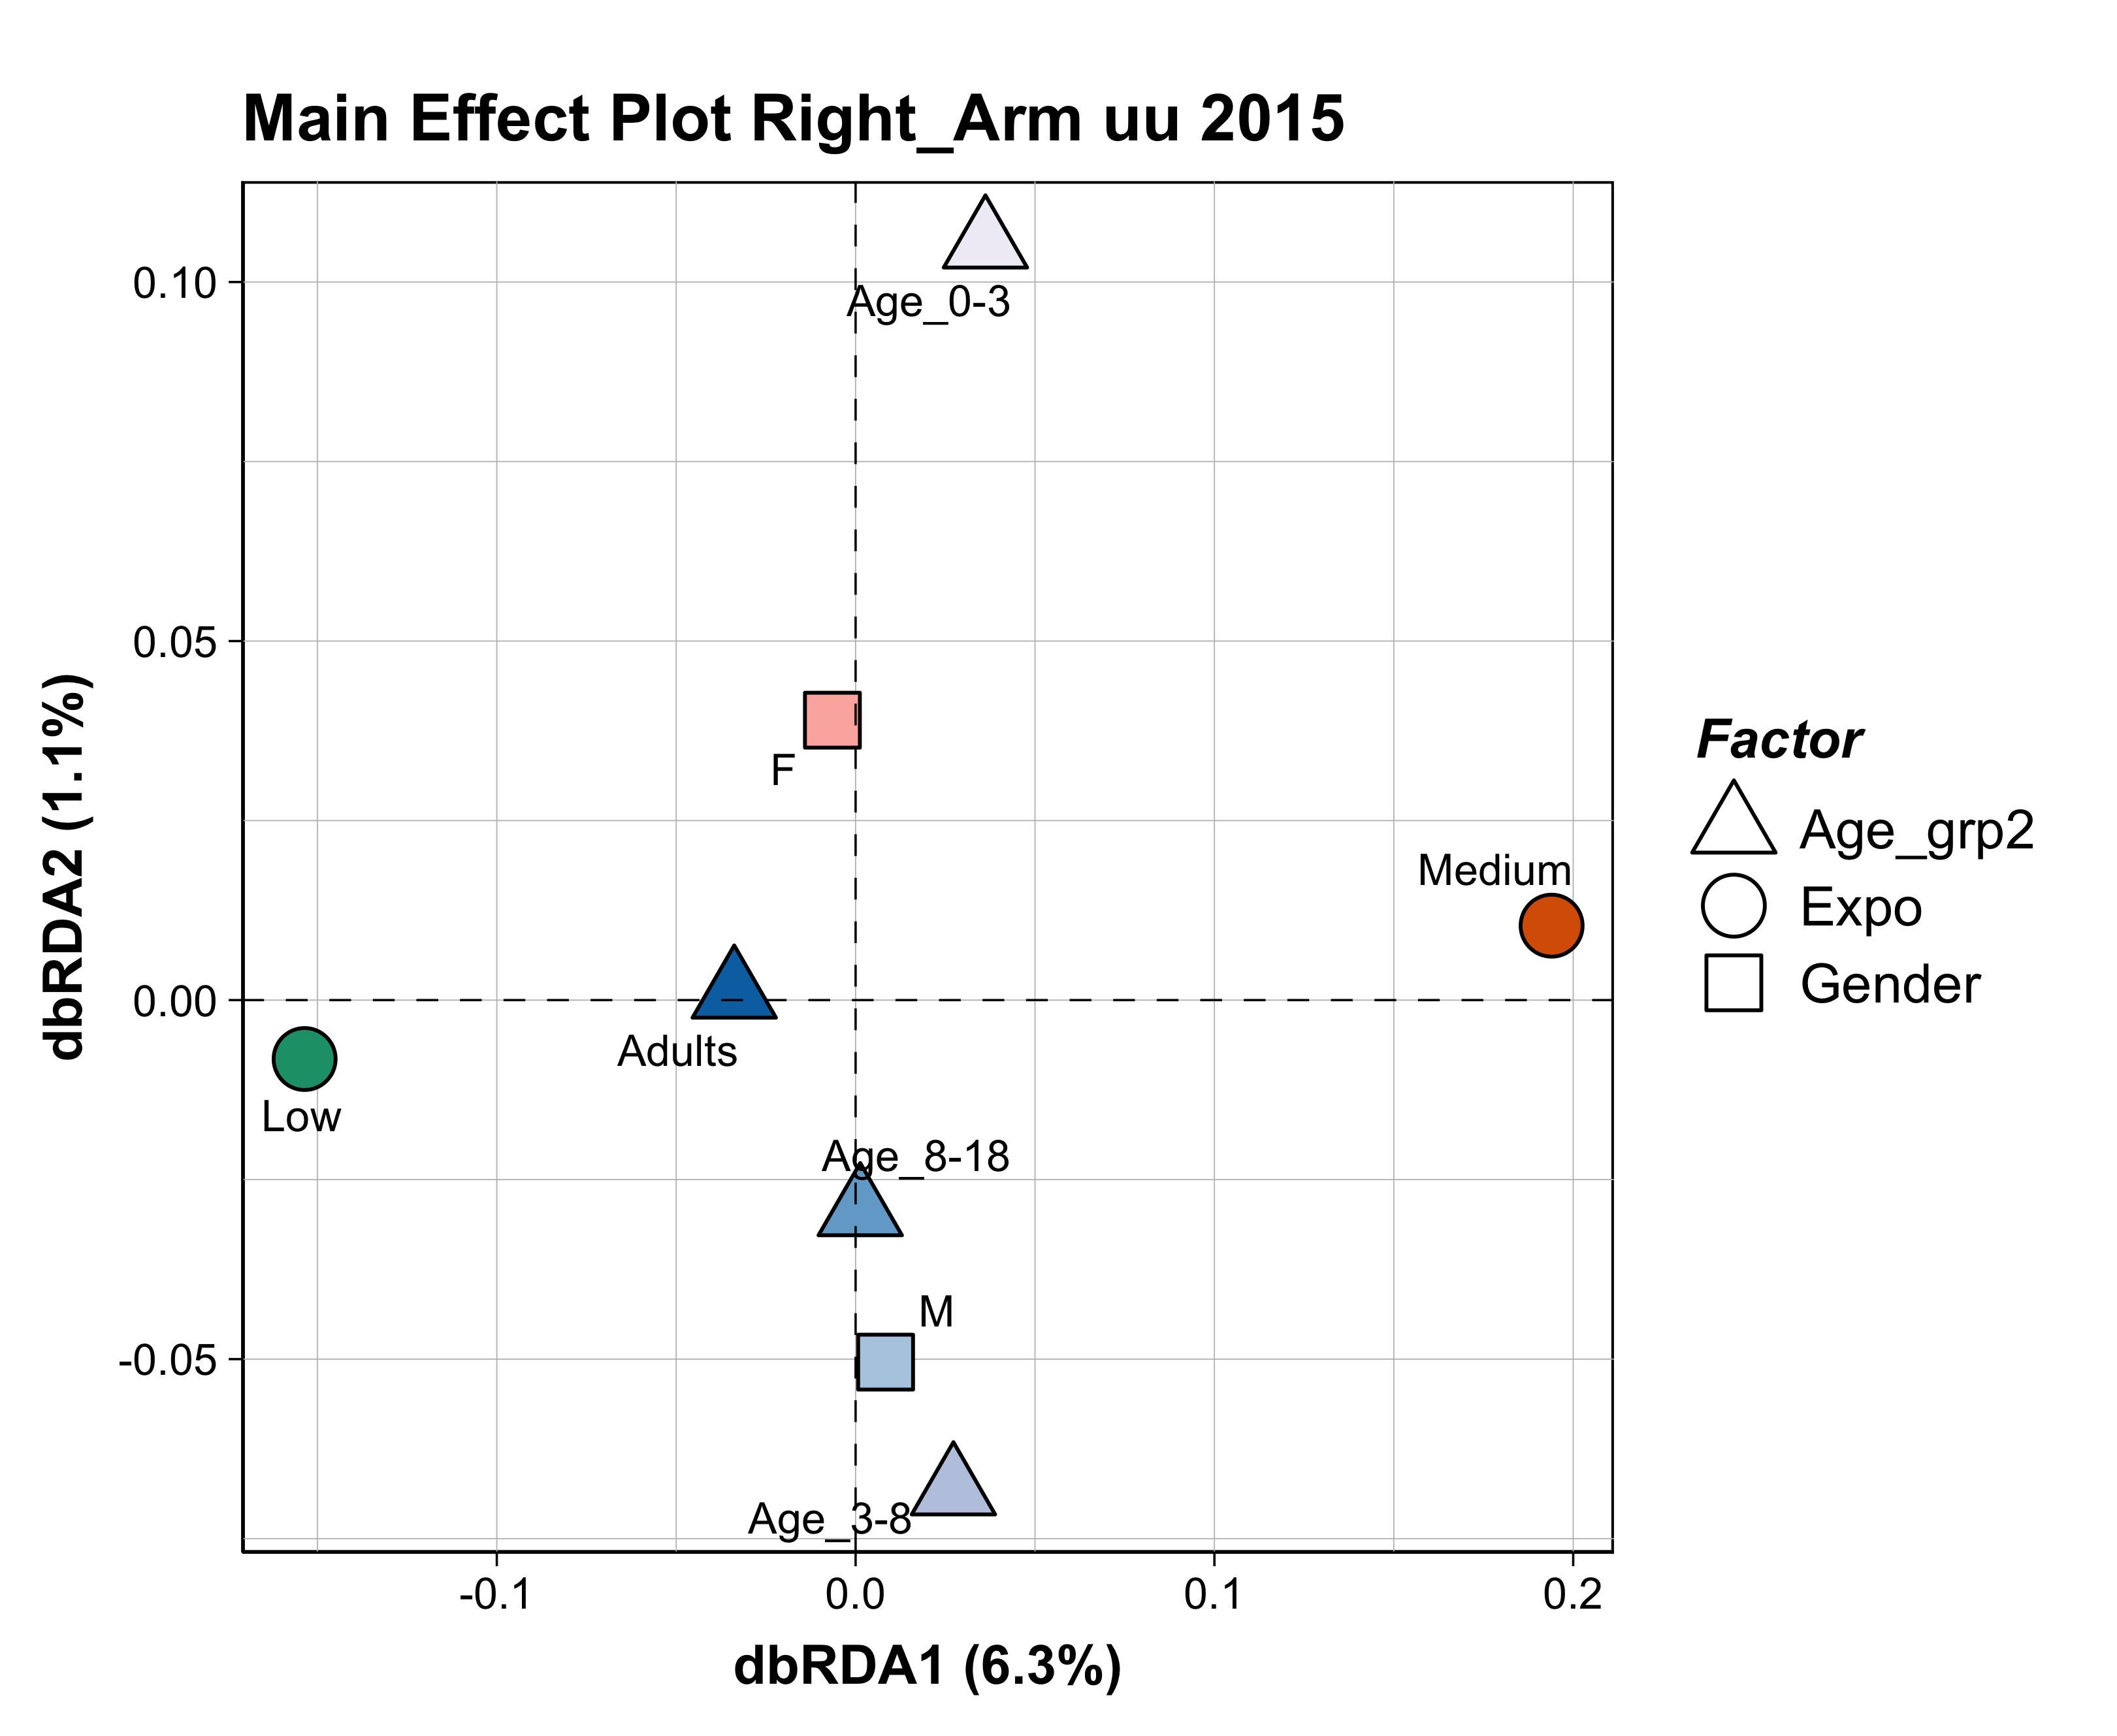 Main Effect Plot Right_Arm uu 2015
0.10
0.05
0.00
-0.05
dbRDA2 (1.1%)
Age_0-3
F
Medium
Adults
Low
Age_8-18
M
Age_3-8
-0.1
0.0
0.1
0.2
dbRDA1 (6.3%)
Factor
Age_grp2
Expo
Gender